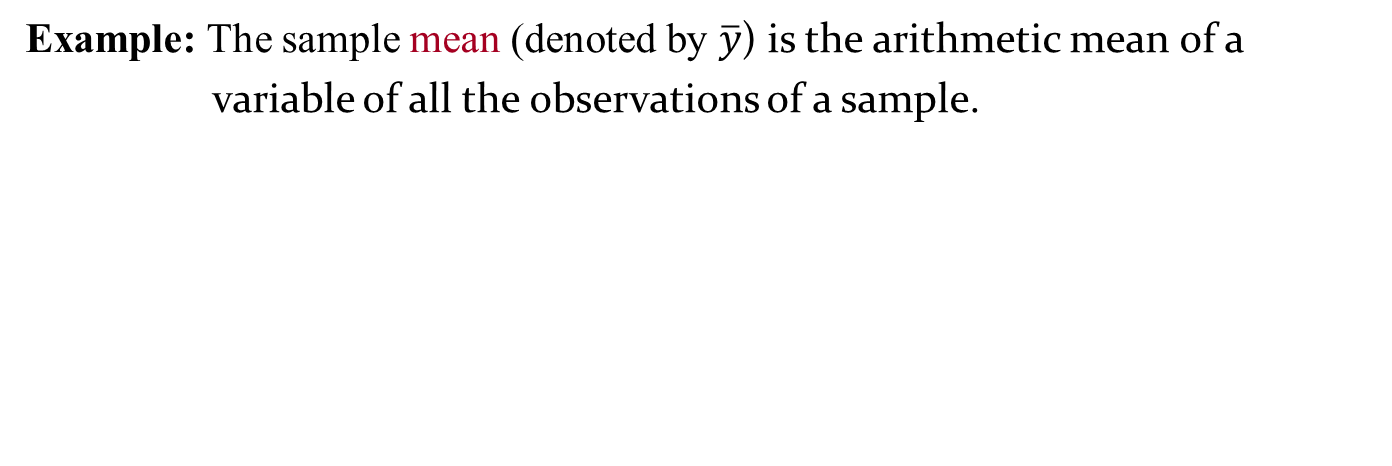 Example: The sample mean (denoted by ȳ) is the arithmetic mean of a
variable of all the observations of a sample.